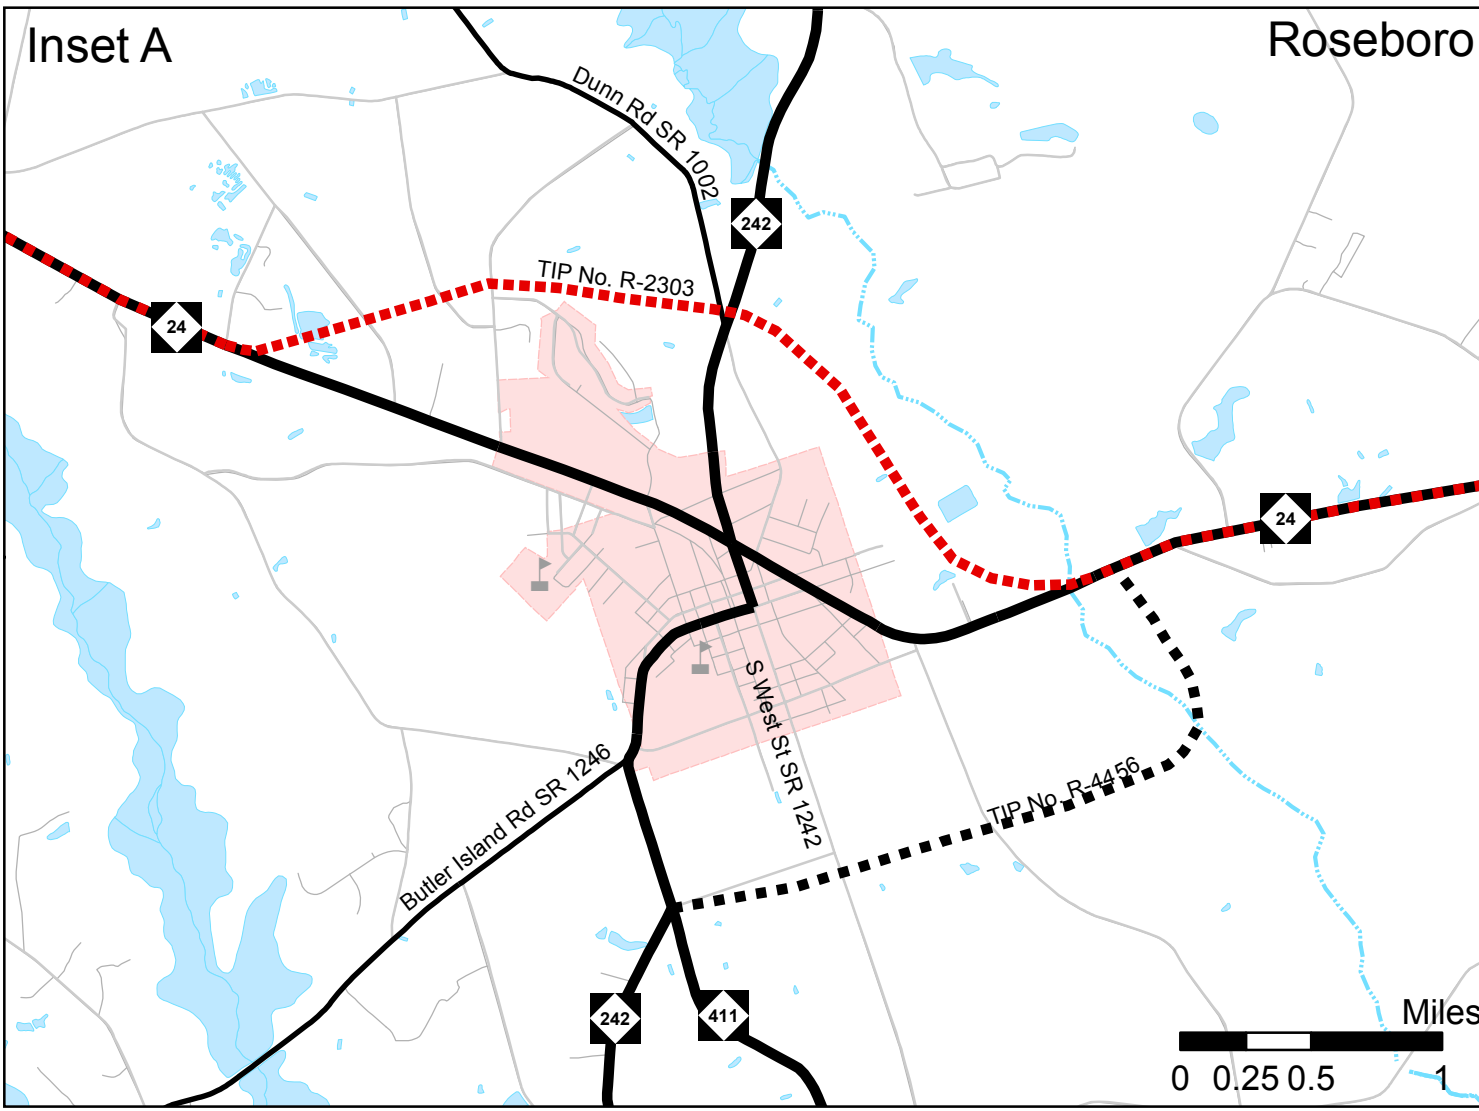 Inset A
Roseboro
Dunn Rd SR 1002
242
TIP No. R-2303
24
24
S West St SR 1242
Butler Island Rd SR 1246
TIP No. R-4456
242
411
Miles
0 0.25 0.5 1